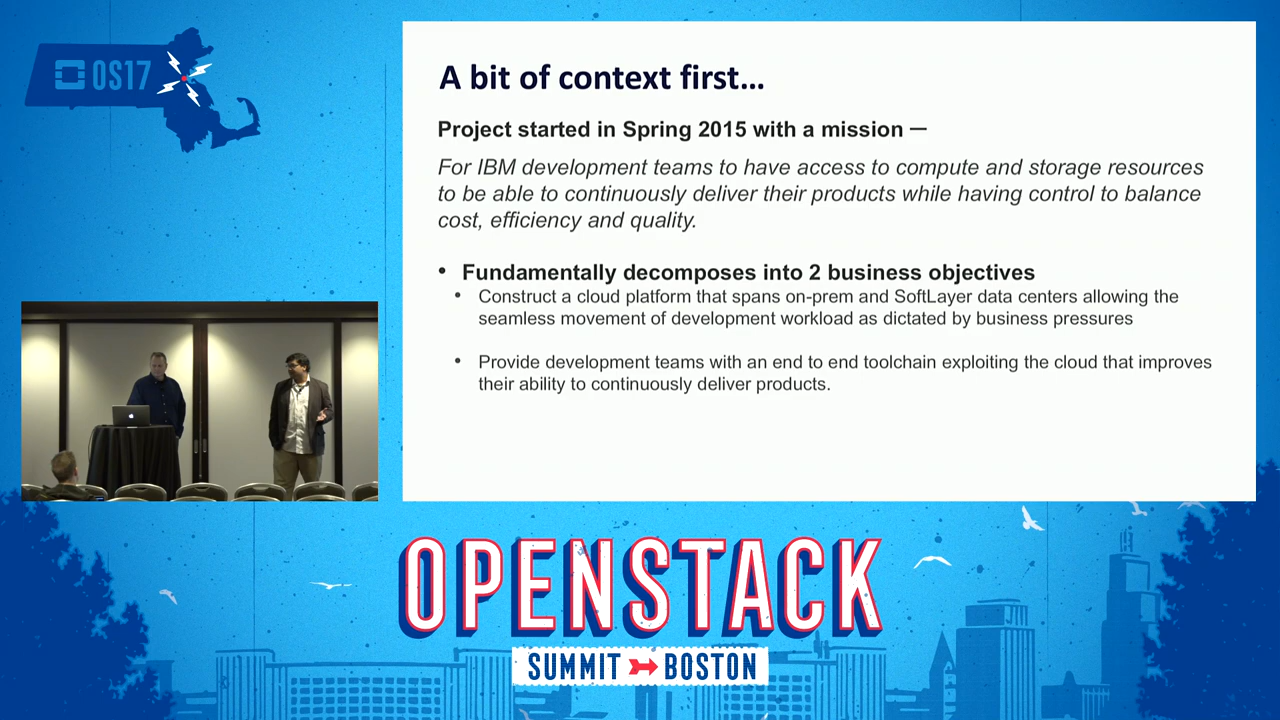 OS17
A bit of context first...
Project started in Spring 2015 with a mission —
For IBM development teams to have access to compute and storage resources
to be able to continuously deliver their products while having control to balance
cost, efficiency and quality.
• Fundamentally decomposes into 2 business objectives
• Construct a cloud platform that spans on-prem and SoftLayer data centers allowing the
seamless movement of development workload as dictated by business pressures
• Provide development teams with an end to end toolchain exploiting the cloud that improves
their ability to continuously deliver products.
OPENSTACK
SUMMIT BOSTON